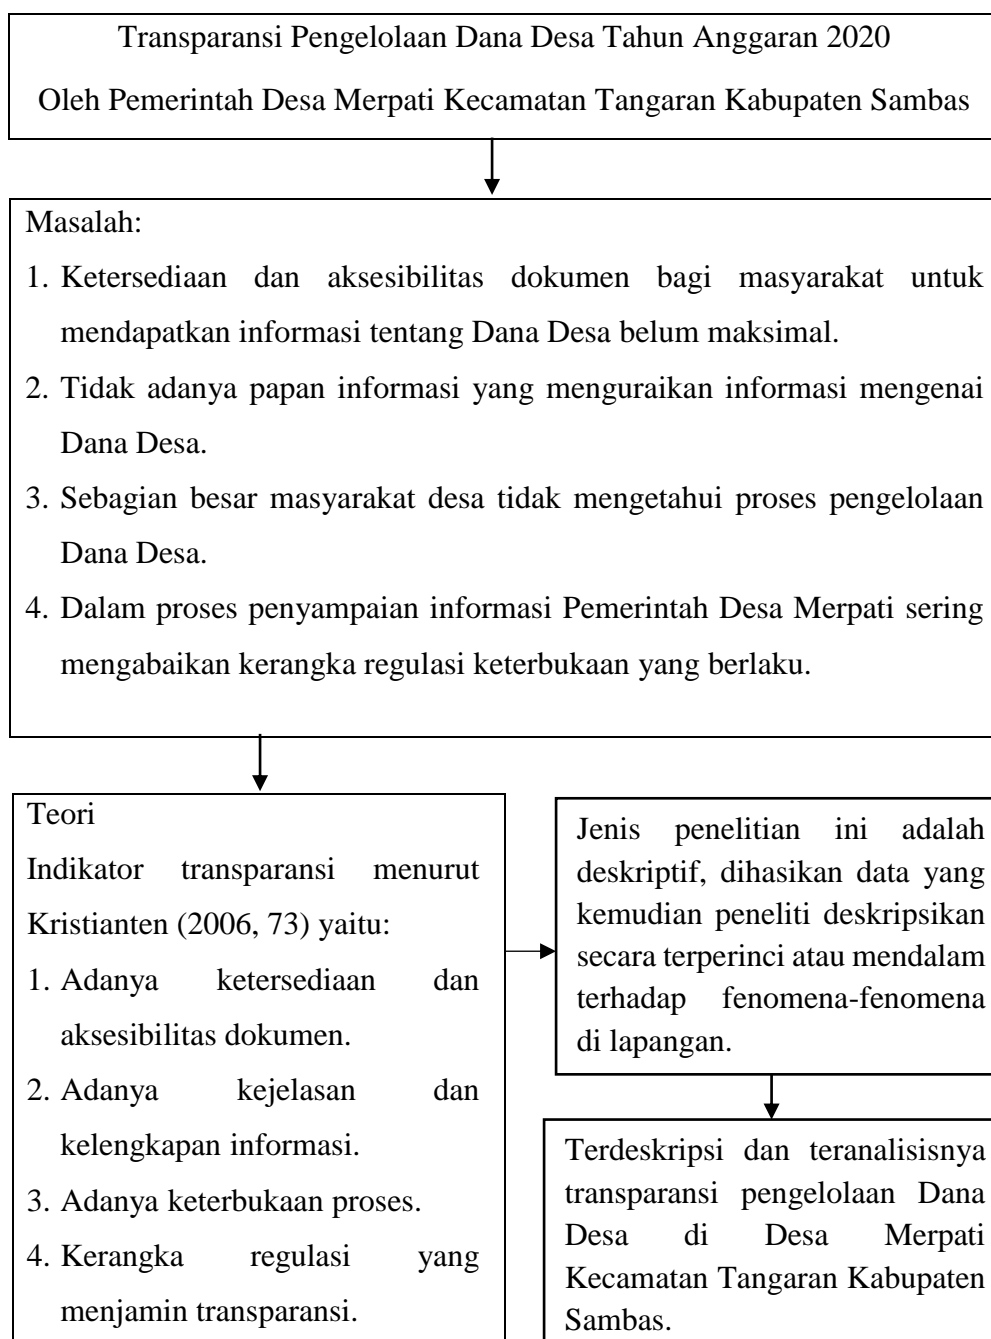 Transparansi Pengelolaan Dana Desa Tahun Anggaran 2020
Oleh Pemerintah Desa Merpati Kecamatan Tangaran Kabupaten Sambas
Masalah:
1. Ketersediaan dan aksesibilitas dokumen bagi masyarakat untuk
mendapatkan informasi tentang Dana Desa belum maksimal.
2. Tidak adanya papan informasi yang menguraikan informasi mengenai
Dana Desa.
3. Sebagian besar masyarakat desa tidak mengetahui proses pengelolaan
Dana Desa.
4. Dalam proses penyampaian informasi Pemerintah Desa Merpati sering
mengabaikan kerangka regulasi keterbukaan yang berlaku.
Teori
Indikator transparansi menurut
Kristianten (2006, 73) yaitu:
1. Adanya ketersediaan dan
aksesibilitas dokumen.
2. Adanya kejelasan dan
kelengkapan informasi.
3. Adanya keterbukaan proses.
4. Kerangka regulasi yang
menjamin transparansi.
Jenis penelitian ini adalah
deskriptif, dihasikan data yang
kemudian peneliti deskripsikan
secara terperinci atau mendalam
terhadap fenomena-fenomena
di lapangan.
Terdeskripsi dan teranalisisnya
transparansi pengelolaan Dana
Desa di Desa Merpati
Kecamatan Tangaran Kabupaten
Sambas.